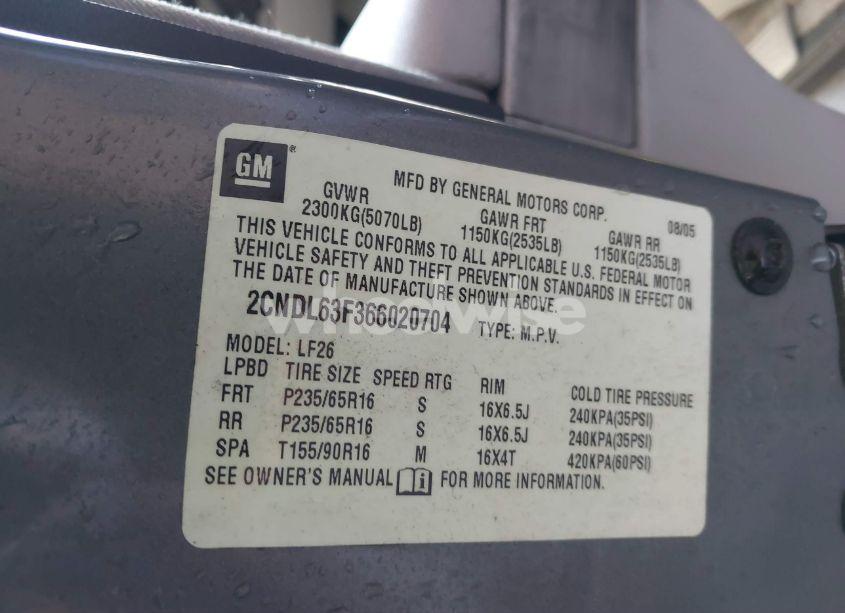 GM®
MFD BY GENERAL MOTORS CORP. 08/05
GVWR GAWR FRT GAWR RR
2300KG(5070LB) 1150KG(2535LB) 1150KG(2535LB)
THIS VEHICLE CONFORMS TO ALL APPLICABLE U.S. FEDERAL MOTOR
VEHICLE SAFETY AND THEFT PREVENTION STANDARDS IN EFFECT ON
THE DATE OF MANUFACTURE SHOWN ABOVE.
2CNDL63F366020704 TYPE: M.P.V.
MODEL: LF26
LPBD TIRE SIZE SPEED RTG RIM COLD TIRE PRESSURE
FRT P235/65R16 S 16X6.5J 240KPA(35PSI)
RR P235/65R16 S 16X6.5J 240KPA(35PSI)
SPA T155/90R16 M 16X4T 420KPA(60PSI)
SEE OWNER'S MANUAL i FOR MORE INFORMATION.